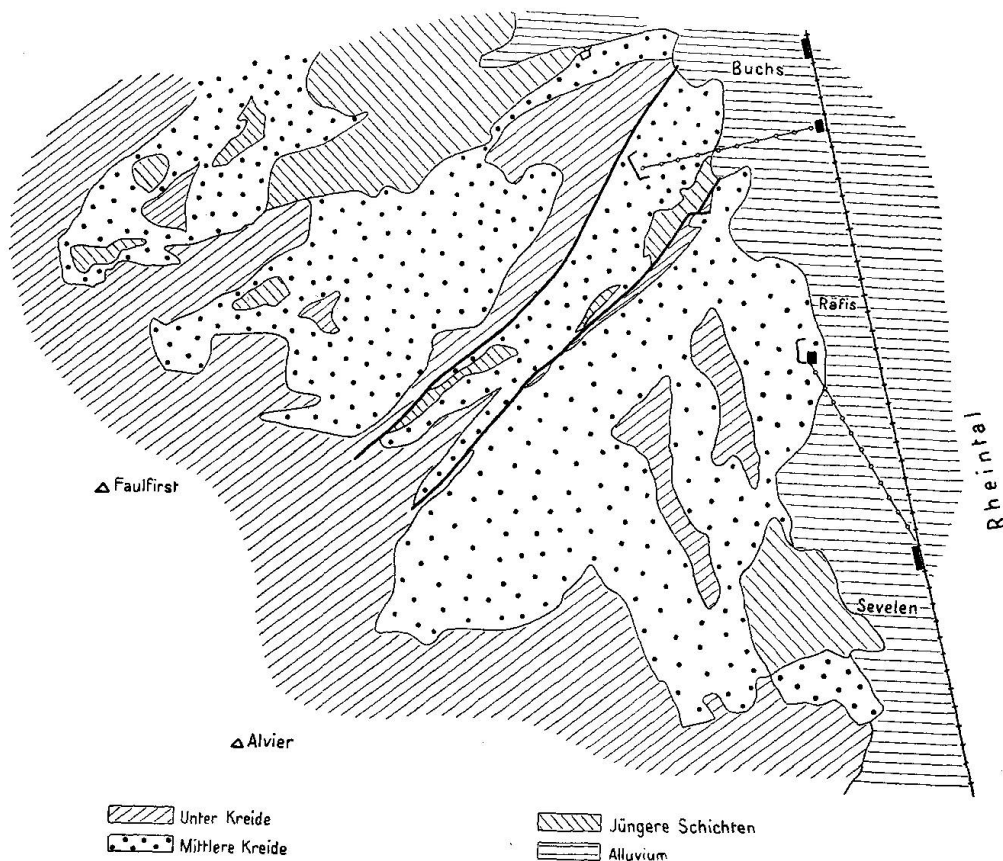 Buchs
Räfis
Rheintal
Faulfirst
Sevelen
Alvier
Unter Kreide
Mittlere Kreide
Jüngere Schichten
Alluvium